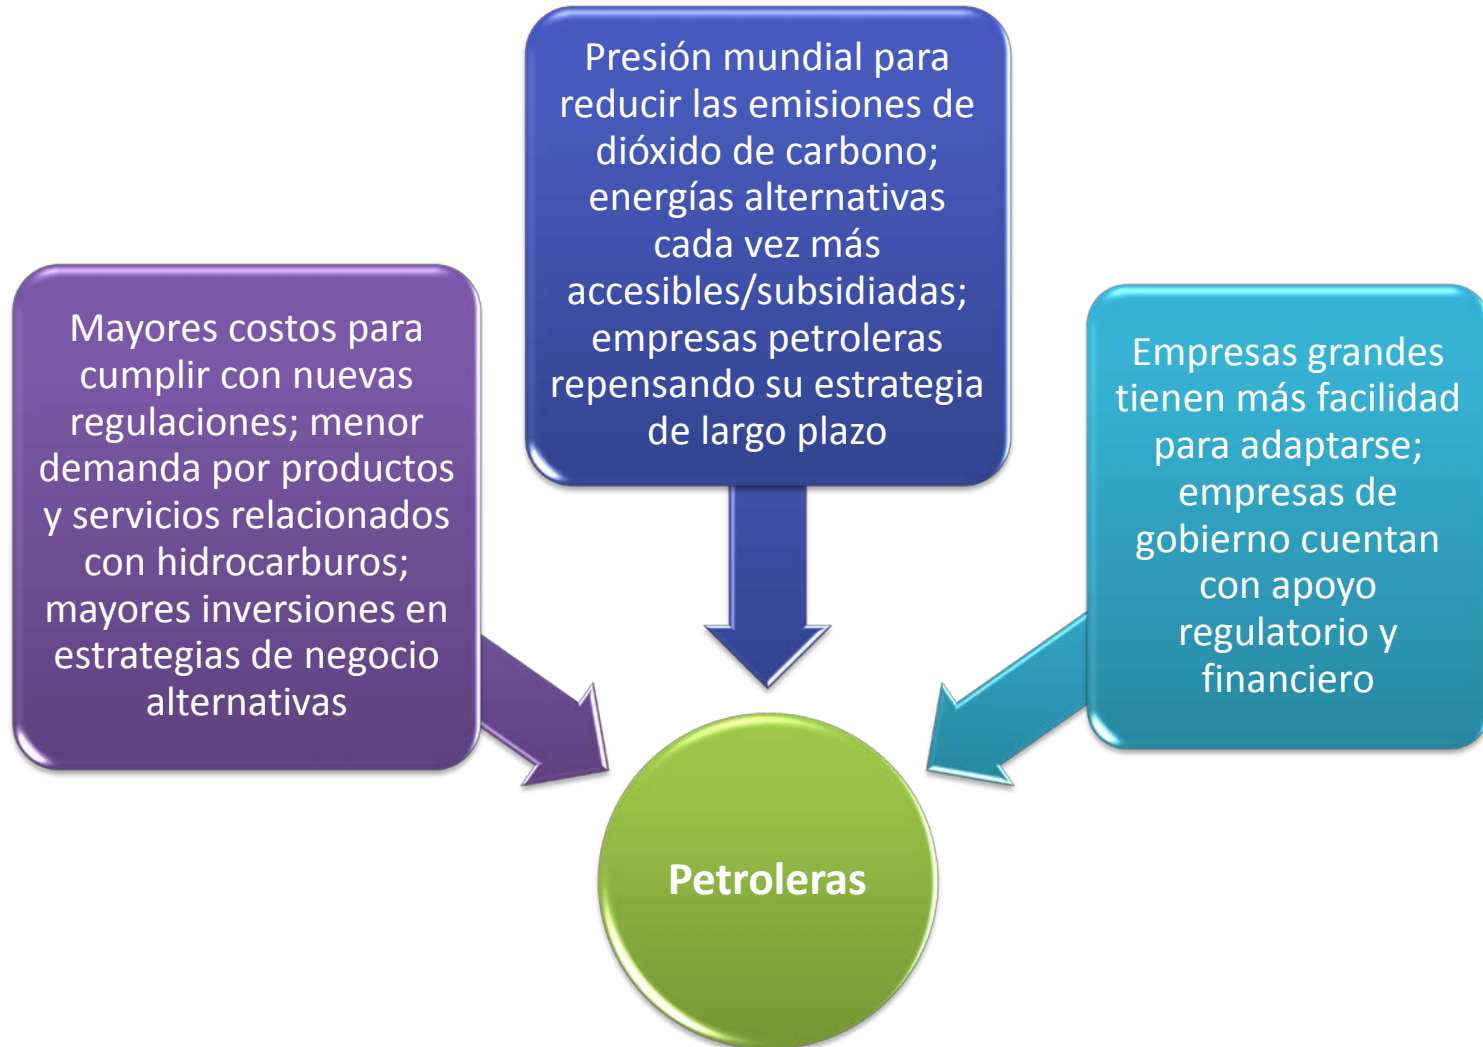 Mayores costos para
cumplir con nuevas
regulaciones; menor
demanda por productos
y servicios relacionados
con hidrocarburos;
mayores inversiones en
estrategias de negocio
alternativas
Presión mundial para
reducir las emisiones de
dióxido de carbono;
energías alternativas
cada vez más
accesibles/subsidiadas;
empresas petroleras
repensando su estrategia
de largo plazo
Empresas grandes
tienen más facilidad
para adaptarse;
empresas de
gobierno cuentan
con apoyo
regulatorio y
financiero
Petroleras